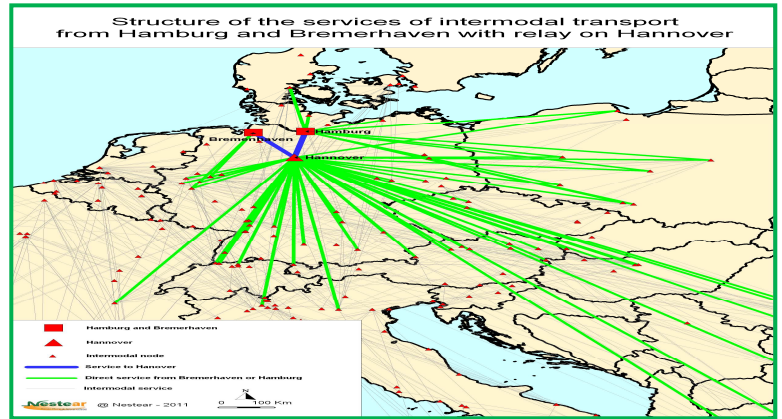 Structure of the services of intermodal transport
from Hamburg and Bremerhaven with relay on Hannover
Hamburg
Bremerhaven
Hannover
Hamburg and Bremerhaven
Hannover
Intermodal node
Service to Hanover
Direct service from Bremerhaven or Hamburg
Intermodal service
Nestear @ Nestear - 2011
N
0 100 Km